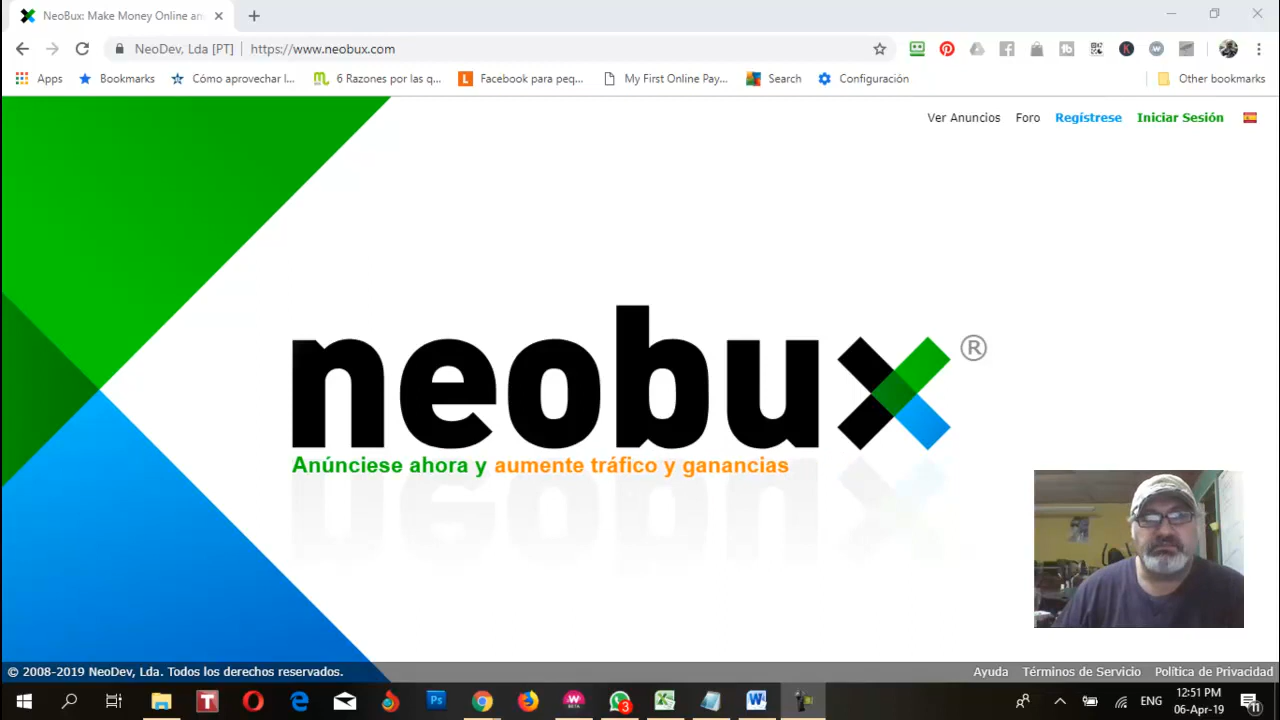 NeoBux: Make Money Online an
NeoDev, Lda [PT] https://www.neobux.com
Apps Bookmarks Cómo aprovechar l... 6 Razones por las q... Facebook para peq... My First Online Pay... Search Configuración Other bookmarks
Ver Anuncios Foro Regístrese Iniciar Sesión
neobux ®
Anúnciese ahora y aumente tráfico y ganancias
© 2008-2019 NeoDev, Lda. Todos los derechos reservados. Ayuda Términos de Servicio Política de Privacidad
3 ENG 12:51 PM
06-Apr-19 11